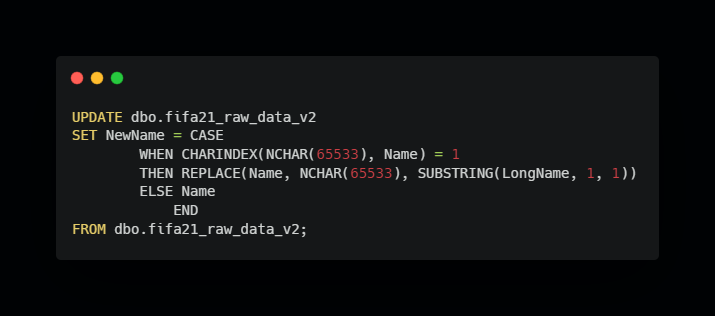 UPDATE dbo.fifa21_raw_data_v2
SET NewName = CASE
        WHEN CHARINDEX(NCHAR(65533), Name) = 1
        THEN REPLACE(Name, NCHAR(65533), SUBSTRING(LongName, 1, 1))
        ELSE Name
            END
FROM dbo.fifa21_raw_data_v2;